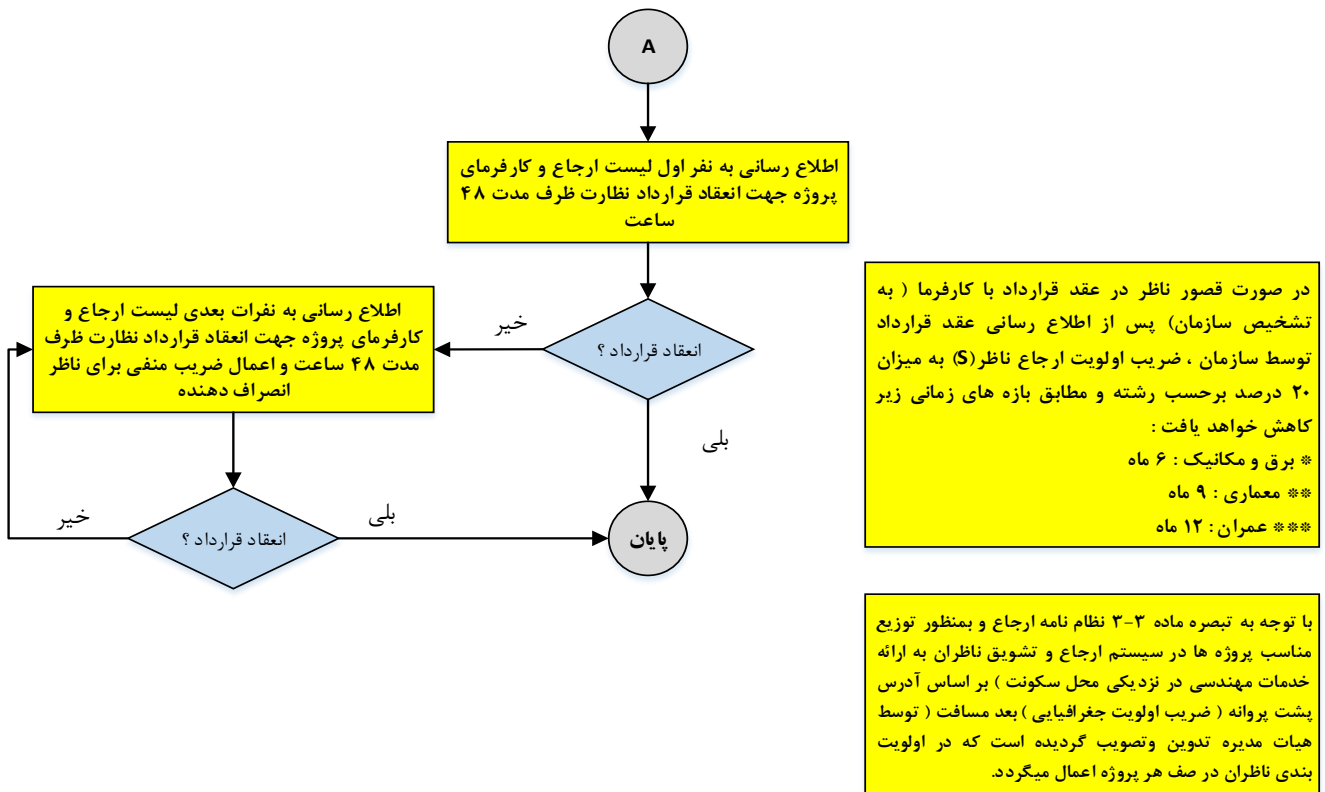 A
اطلاع رسانی به نفر اول لیست ارجاع و کارفرمای
پروژه جهت انعقاد قرارداد نظارت ظرف مدت ۴۸
ساعت
انعقاد قرارداد ؟
خیر
بلی
اطلاع رسانی به نفرات بعدی لیست ارجاع و
کارفرمای پروژه جهت انعقاد قرارداد نظارت ظرف
مدت ۴۸ ساعت و اعمال ضریب منفی برای ناظر
انصراف دهنده
انعقاد قرارداد ؟
خیر
بلی
پایان
در صورت قصور ناظر در عقد قرارداد با کارفرما ( به
تشخیص سازمان) پس از اطلاع رسانی عقد قرارداد
توسط سازمان ، ضریب اولویت ارجاع ناظر(S) به میزان
۲۰ درصد برحسب رشته و مطابق بازه های زمانی زیر
کاهش خواهد یافت :
* برق و مکانیک : ۶ ماه
** معماری : ۹ ماه
*** عمران : ۱۲ ماه
با توجه به تبصره ماده ۳-۳ نظام نامه ارجاع و بمنظور توزیع
مناسب پروژه ها در سیستم ارجاع و تشویق ناظران به ارائه
خدمات مهندسی در نزدیکی محل سکونت ) بر اساس آدرس
پشت پروانه ( ضریب اولویت جغرافیایی ) بعد مسافت ( توسط
هیات مدیره تدوین وتصویب گردیده است که در اولویت
بندی ناظران در صف هر پروژه اعمال میگردد.